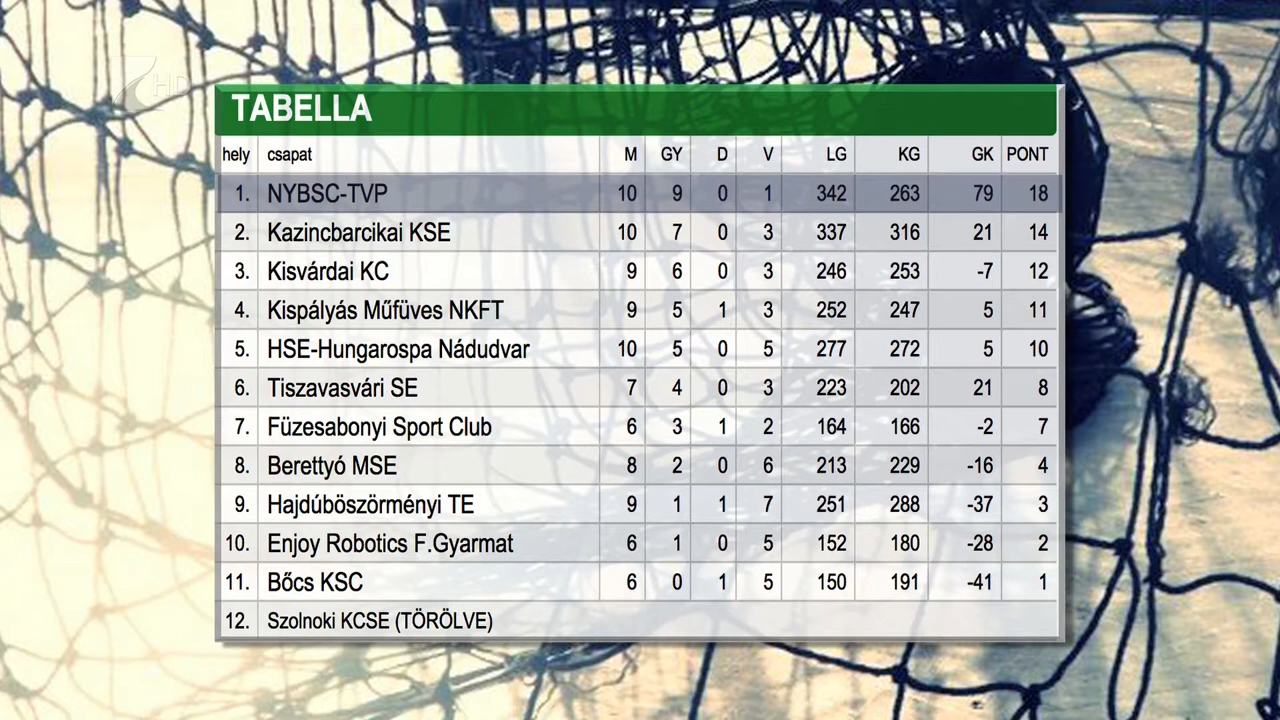 7 HD
TABELLA
hely csapat M GY D V LG KG GK PONT
1. NYBSC-TVP 10 9 0 1 342 263 79 18
2. Kazincbarcikai KSE 10 7 0 3 337 316 21 14
3. Kisvárdai KC 9 6 0 3 246 253 -7 12
4. Kispályás Műfüves NKFT 9 5 1 3 252 247 5 11
5. HSE-Hungarospa Nádudvar 10 5 0 5 277 272 5 10
6. Tiszavasvári SE 7 4 0 3 223 202 21 8
7. Füzesabonyi Sport Club 6 3 1 2 164 166 -2 7
8. Berettyó MSE 8 2 0 6 213 229 -16 4
9. Hajdúböszörményi TE 9 1 1 7 251 288 -37 3
10. Enjoy Robotics F.Gyarmat 6 1 0 5 152 180 -28 2
11. Bőcs KSC 6 0 1 5 150 191 -41 1
12. Szolnoki KCSE (TÖRÖLVE)